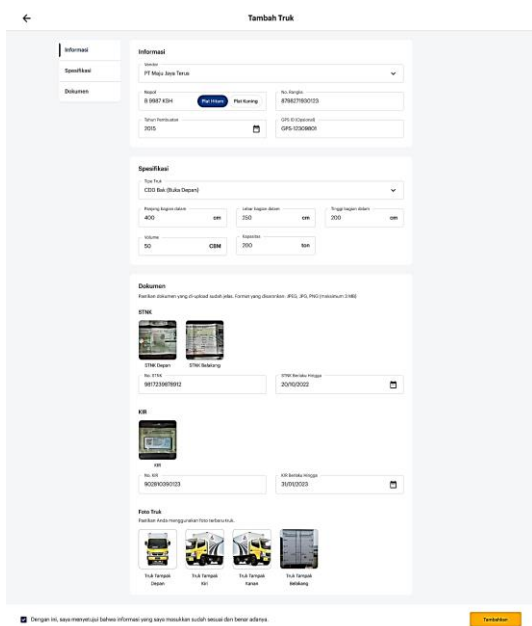 Tambah Truk
Informasi
Spesifikasi
Dokumen
Informasi
Vendor
PT Maju Jaya Terus
Nopol
B 9987 KSH
Plat Hitam
Plat Kuning
No. Rangka
8796271930123
Tahun Pembuatan
2015
GPS ID (Opsional)
GPS-12309801
Spesifikasi
Tipe Truk
CDD Bak (Buka Depan)
Panjang bagian dalam
400 cm
Lebar bagian dalam
350 cm
Tinggi bagian dalam
200 cm
Volume
50 CBM
Kapasitas
200 ton
Dokumen
Pastikan dokumen yang di-upload sudah jelas. Format yang disarankan: JPEG, JPG, PNG (maksimum 2 MB)
STNK
STNK Depan
STNK Belakang
No. STNK
9817239878912
STNK Berlaku Hingga
20/10/2022
KIR
KIR
No. KIR
902810390123
KIR Berlaku Hingga
31/01/2023
Foto Truk
Pastikan Anda menggunakan foto terbaru truk.
Truk Tampak Depan
Truk Tampak Kiri
Truk Tampak Kanan
Truk Tampak Belakang
Dengan ini, saya menyetujui bahwa informasi yang saya masukkan sudah sesuai dan benar adanya.
Tambahkan